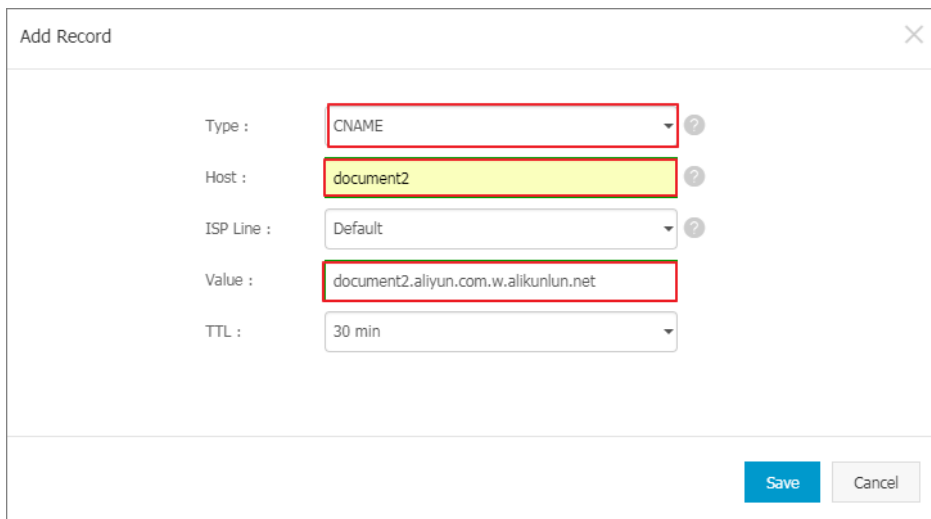 Add Record
Type : CNAME ?
Host : document2 ?
ISP Line : Default ?
Value : document2.aliyun.com.w.alikunlun.net
TTL : 30 min
Save Cancel